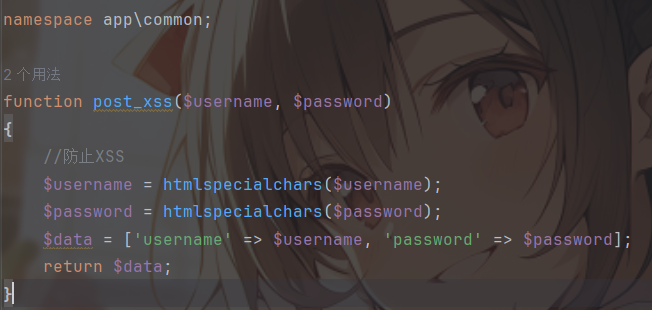 namespace app\common;
2 个用法
function post_xss($username, $password)
{
//防止XSS
$username = htmlspecialchars($username);
$password = htmlspecialchars($password);
$data = ['username' => $username, 'password' => $password];
return $data;
}